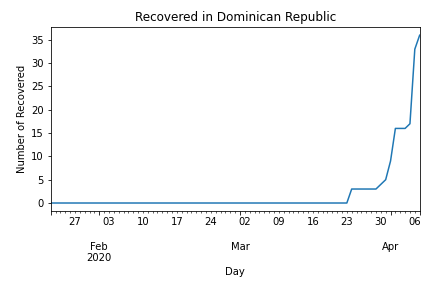 Recovered in Dominican Republic
Number of Recovered
35
30
25
20
15
10
5
0
27 03 10 17 24 02 09 16 23 30 06
Feb Mar Apr
2020
Day